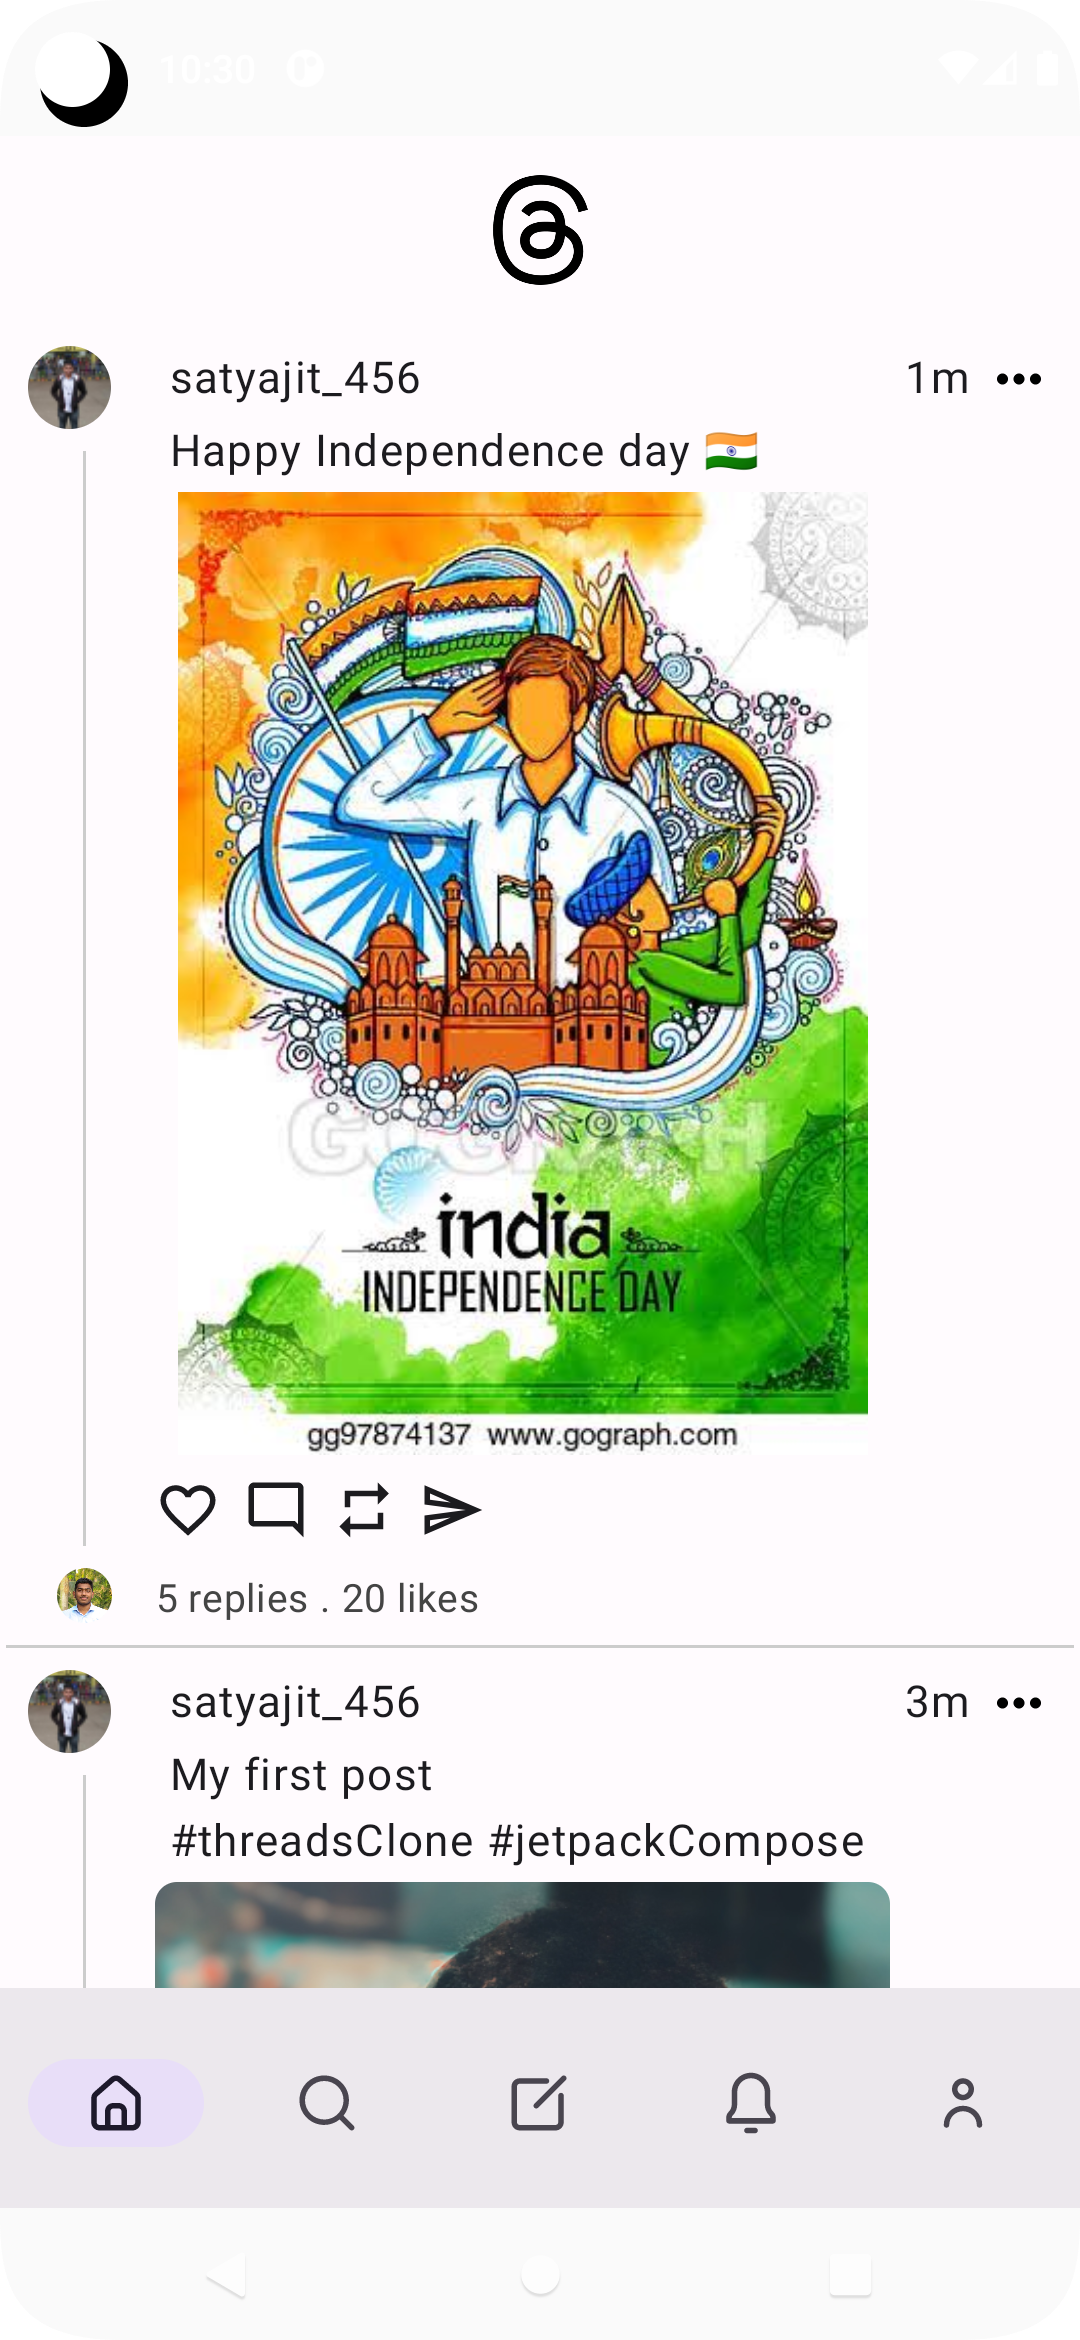 10:30
satyajit_456 1m
Happy Independence day 🇮🇳
GOGRAPH
india
INDEPENDENCE DAY
gg97874137 www.gograph.com
5 replies . 20 likes
satyajit_456 3m
My first post
#threadsClone #jetpackCompose